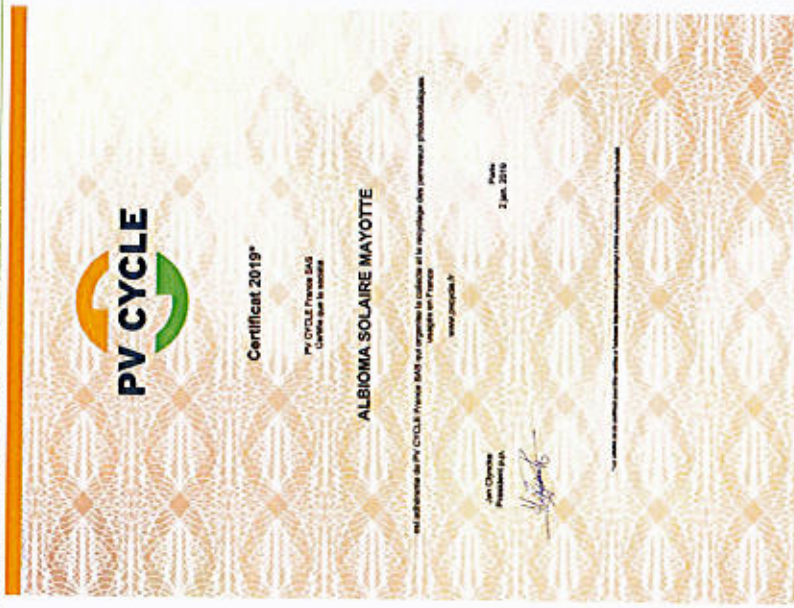 PV CYCLE
Certificat 2019*
PV CYCLE France SAS
Certifie que la société
ALBIOMA SOLAIRE MAYOTTE
est adhérente de PV CYCLE France SAS qui organise la collecte et le recyclage des panneaux photovoltaïques
usagés en France
www.pvcycle.fr
Jan Clyncke
Président p.p.
Paris
2 jan. 2019